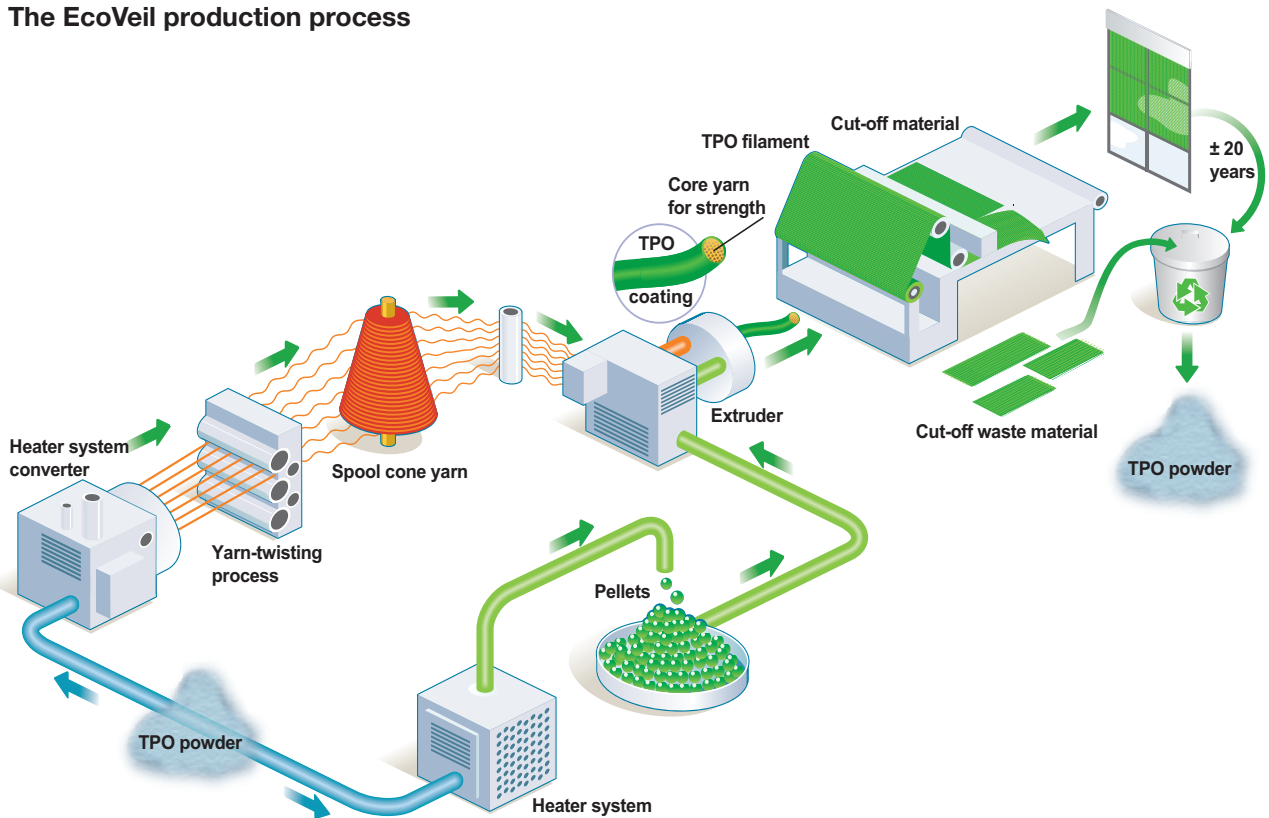 The EcoVeil production process
Cut-off material
TPO filament
± 20
years
Core yarn
for strength
TPO
coating
Extruder
Cut-off waste material
TPO powder
Heater system
converter
Spool cone yarn
Yarn-twisting
process
Pellets
TPO powder
Heater system